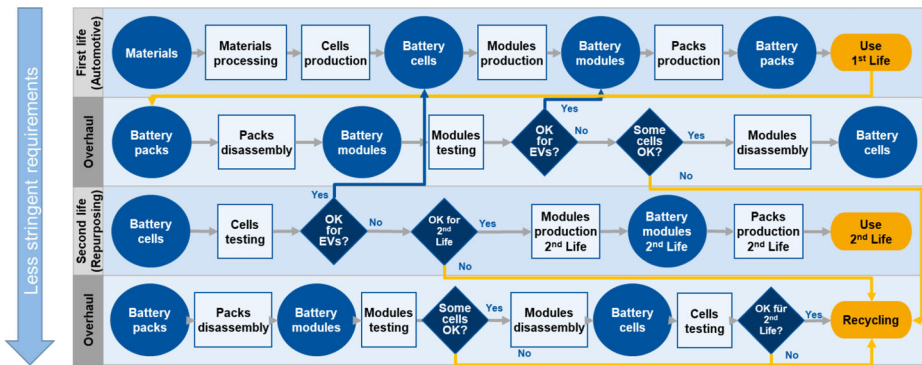 Less stringent requirements
First life
(Automotive)
Materials
Materials
processing
Cells
production
Battery
cells
Modules
production
Battery
modules
Packs
production
Battery
packs
Use
1st Life
Overhaul
Battery
packs
Packs
disassembly
Battery
modules
Modules
testing
OK
for
EVs?
Yes
No
Some
cells
OK?
Yes
No
Modules
disassembly
Battery
cells
Second life
(Repurposing)
Battery
cells
Cells
testing
Yes
OK
for
EVs?
No
OK for
2nd
Life
Yes
No
Modules
production
2nd Life
Battery
modules
2nd Life
Packs
production
2nd Life
Use
2nd Life
Overhaul
Battery
packs
Packs
disassembly
Battery
modules
Modules
testing
Some
cells
OK?
Yes
No
Modules
disassembly
Battery
cells
Cells
testing
OK für
2nd
Life?
Yes
No
Recycling